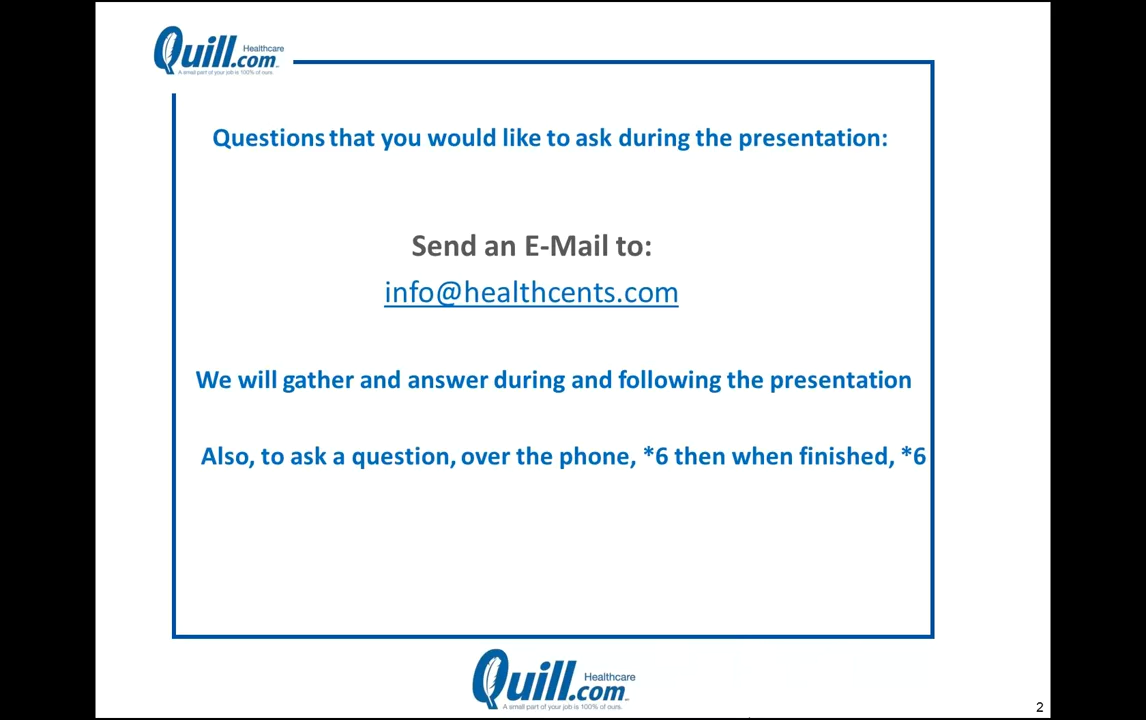 Quill.com Healthcare
A small part of your job is 100% of ours.
Questions that you would like to ask during the presentation:
Send an E-Mail to:
info@healthcents.com
We will gather and answer during and following the presentation
Also, to ask a question, over the phone, *6 then when finished, *6
Quill.com Healthcare
A small part of your job is 100% of ours.
2